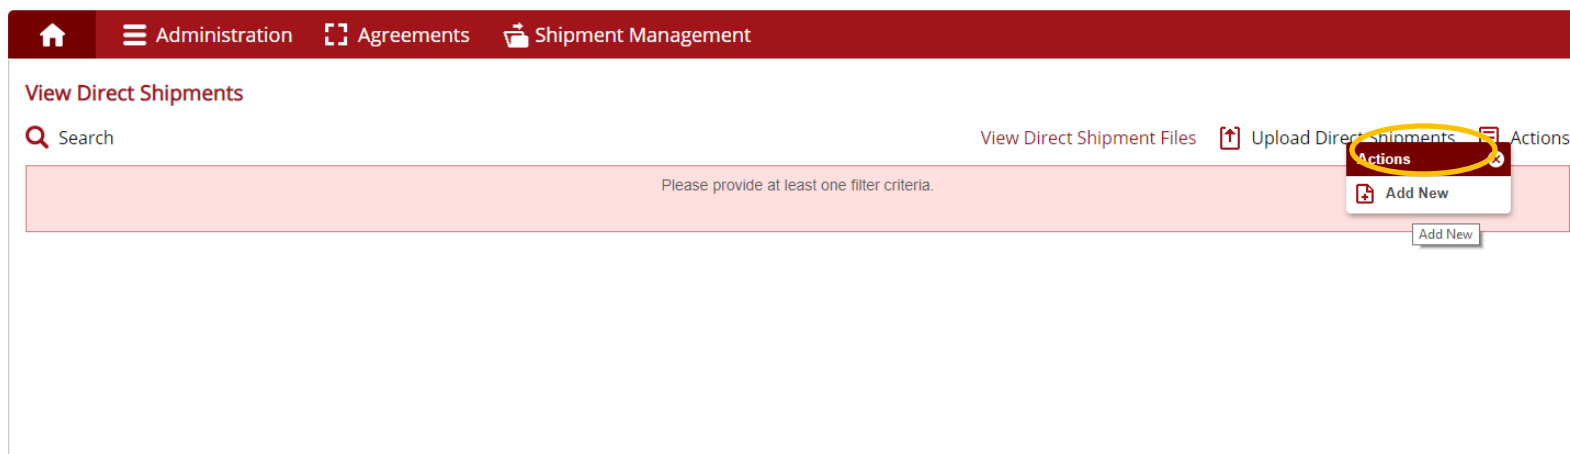 Administration Agreements Shipment Management
View Direct Shipments
Search View Direct Shipment Files Upload Direct Shipments Actions
Actions
Please provide at least one filter criteria.
Add New
Add New